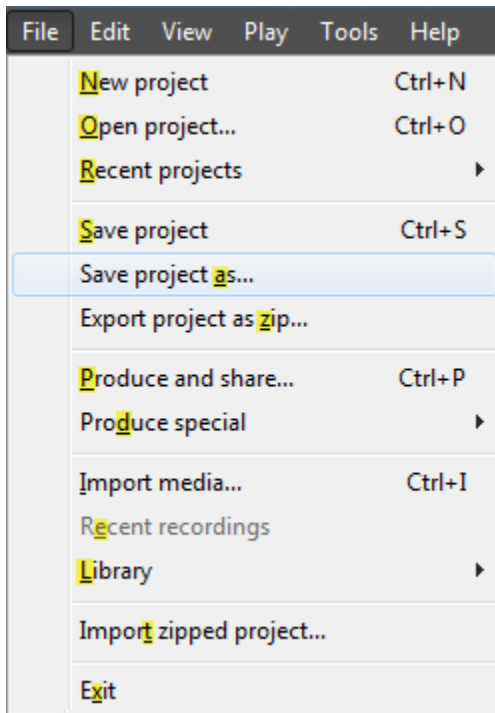 File Edit View Play Tools Help
New project Ctrl+N
Open project... Ctrl+O
Recent projects
Save project Ctrl+S
Save project as...
Export project as zip...
Produce and share... Ctrl+P
Produce special
Import media... Ctrl+I
Recent recordings
Library
Import zipped project...
Exit